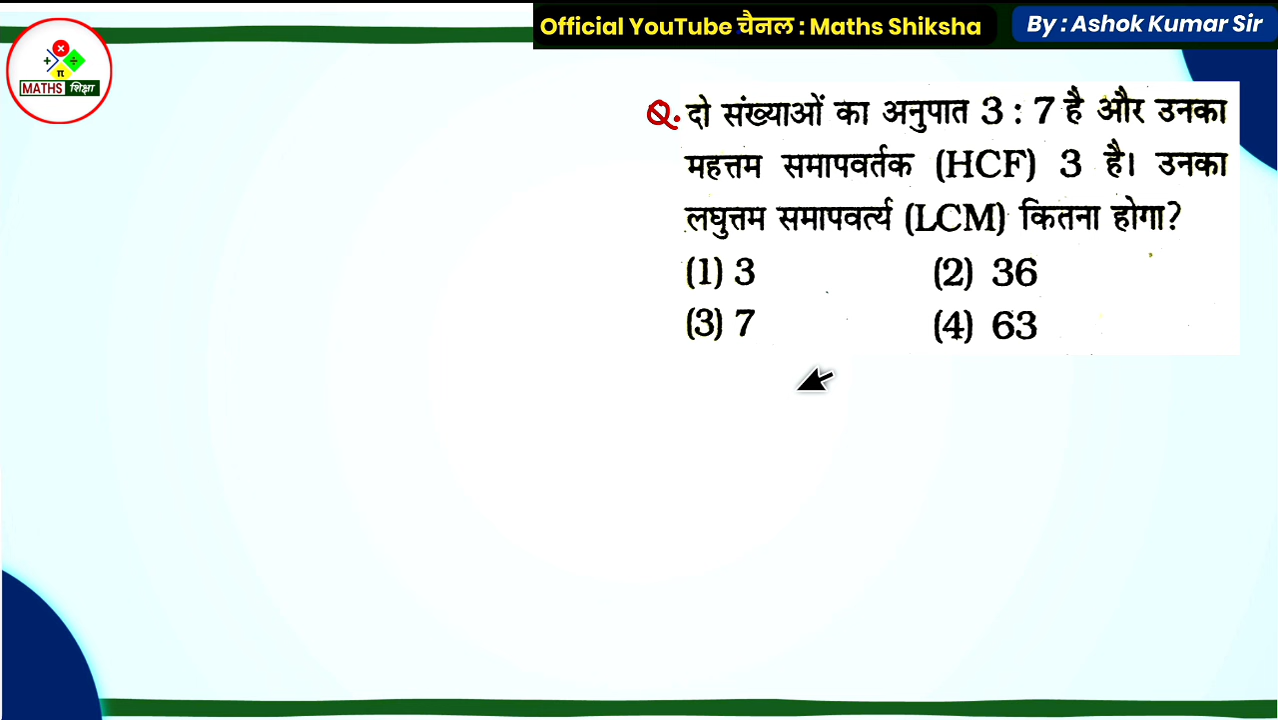 Official YouTube चैनल : Maths Shiksha
By : Ashok Kumar Sir
MATHS शिक्षा
Q. दो संख्याओं का अनुपात 3 : 7 है और उनका
महत्तम समापवर्तक (HCF) 3 है। उनका
लघुत्तम समापवर्त्य (LCM) कितना होगा?
(1) 3 (2) 36
(3) 7 (4) 63